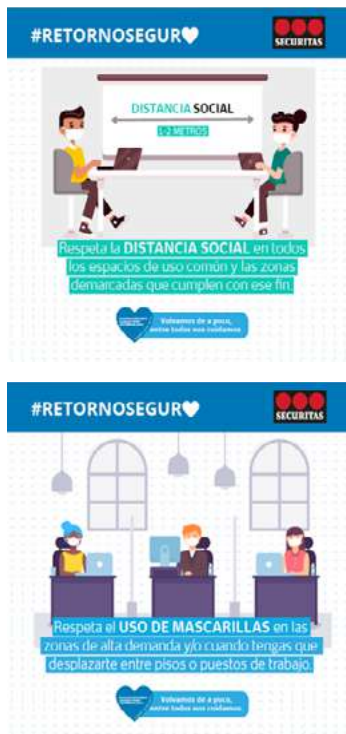 #RETORNOSEGUR
SECURITAS
DISTANCIA SOCIAL
1-2 METROS
Respeta la DISTANCIA SOCIAL en todos
los espacios de uso común y las zonas
demarcadas que cumplen con ese fin.
Volvamos de a poco,
entre todos nos cuidamos
#RETORNOSEGUR
SECURITAS
Respeta el USO DE MASCARILLAS en las
zonas de alta demanda y/o cuando tengas que
desplazarte entre pisos o puestos de trabajo.
Volvamos de a poco,
entre todos nos cuidamos